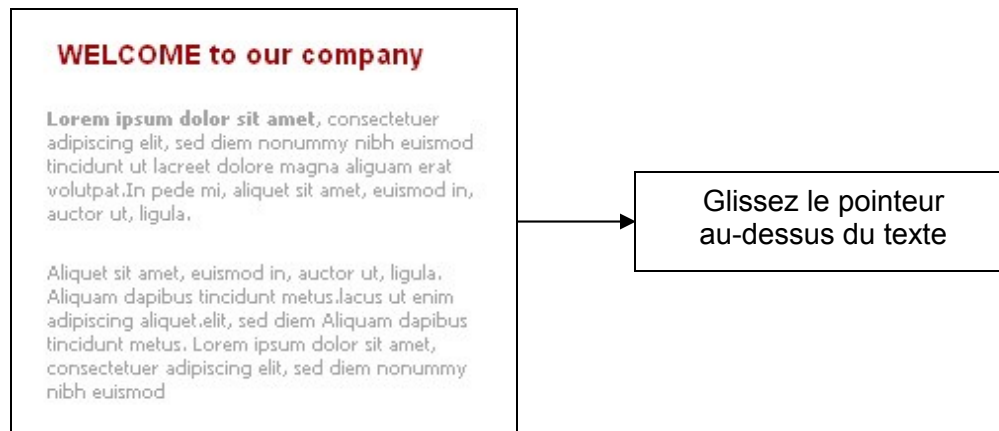 WELCOME to our company
Lorem ipsum dolor sit amet, consectetuer
adipiscing elit, sed diem nonummy nibh euismod
tincidunt ut lacreet dolore magna aliguam erat
volutpat.In pede mi, aliquet sit amet, euismod in,
auctor ut, ligula.
Aliquet sit amet, euismod in, auctor ut, ligula.
Aliquam dapibus tincidunt metus.lacus ut enim
adipiscing aliquet.elit, sed diem Aliquam dapibus
tincidunt metus. Lorem ipsum dolor sit amet,
consectetuer adipiscing elit, sed diem nonummy
nibh euismod
Glissez le pointeur
au-dessus du texte